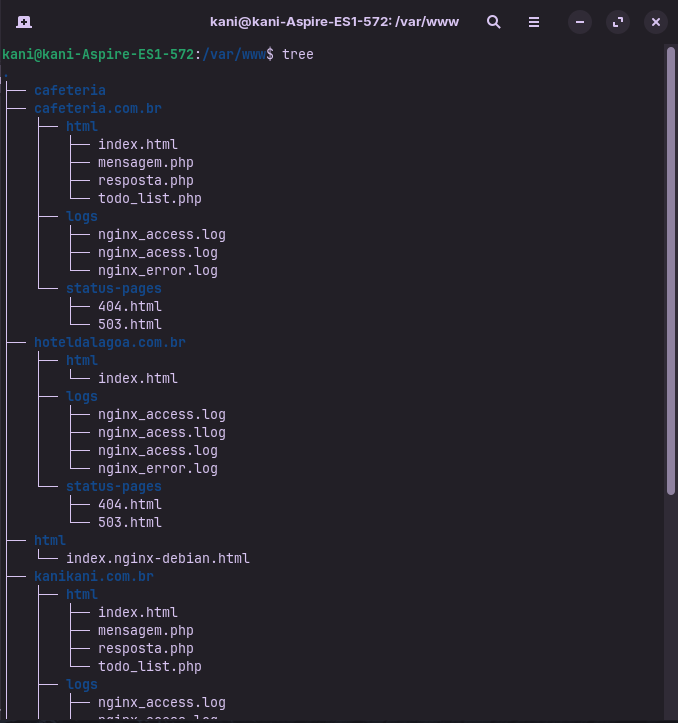 kani@kani-Aspire-ES1-572: /var/www
kani@kani-Aspire-ES1-572:/var/www$ tree
.
├── cafeteria
├── cafeteria.com.br
│   ├── html
│   │   ├── index.html
│   │   ├── mensagem.php
│   │   ├── resposta.php
│   │   └── todo_list.php
│   ├── logs
│   │   ├── nginx_access.log
│   │   ├── nginx_acess.log
│   │   └── nginx_error.log
│   └── status-pages
│       ├── 404.html
│       └── 503.html
├── hoteldalagoa.com.br
│   ├── html
│   │   └── index.html
│   ├── logs
│   │   ├── nginx_access.log
│   │   ├── nginx_acess.llog
│   │   ├── nginx_acess.log
│   │   └── nginx_error.log
│   └── status-pages
│       ├── 404.html
│       └── 503.html
├── html
│   └── index.nginx-debian.html
├── kanikani.com.br
│   ├── html
│   │   ├── index.html
│   │   ├── mensagem.php
│   │   ├── resposta.php
│   │   └── todo_list.php
│   ├── logs
│   │   ├── nginx_access.log